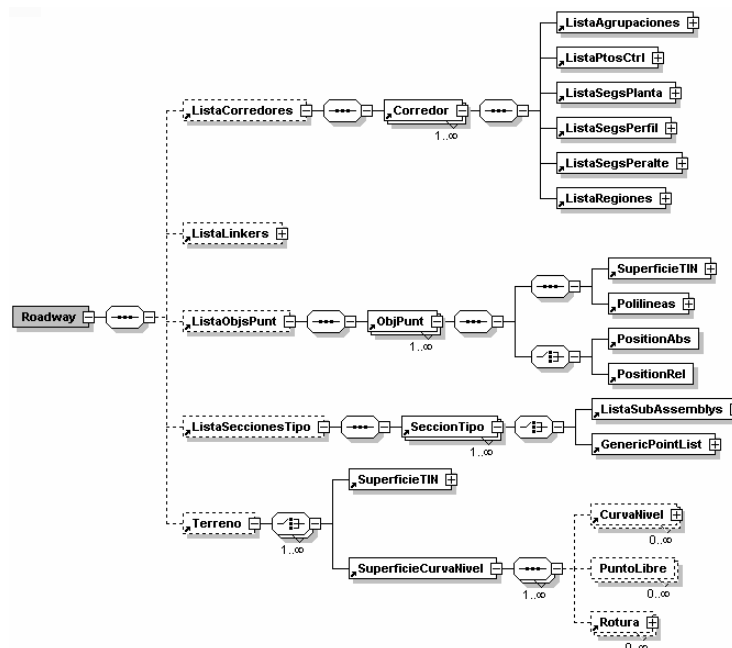 ListaAgrupaciones
ListaPtosCtrl
ListaSegsPlanta
ListaCorredores
Corredor
1..∞
ListaSegsPerfil
ListaSegsPeralte
ListaRegiones
ListaLinkers
Roadway
ListaObjsPunt
ObjPunt
1..∞
SuperficieTIN
Polilineas
PositionAbs
PositionRel
ListaSeccionesTipo
SeccionTipo
1..∞
ListaSubAssemblys
GenericPointList
Terreno
1..∞
SuperficieTIN
SuperficieCurvaNivel
1..∞
CurvaNivel
0..∞
PuntoLibre
0..∞
Rotura
0..∞